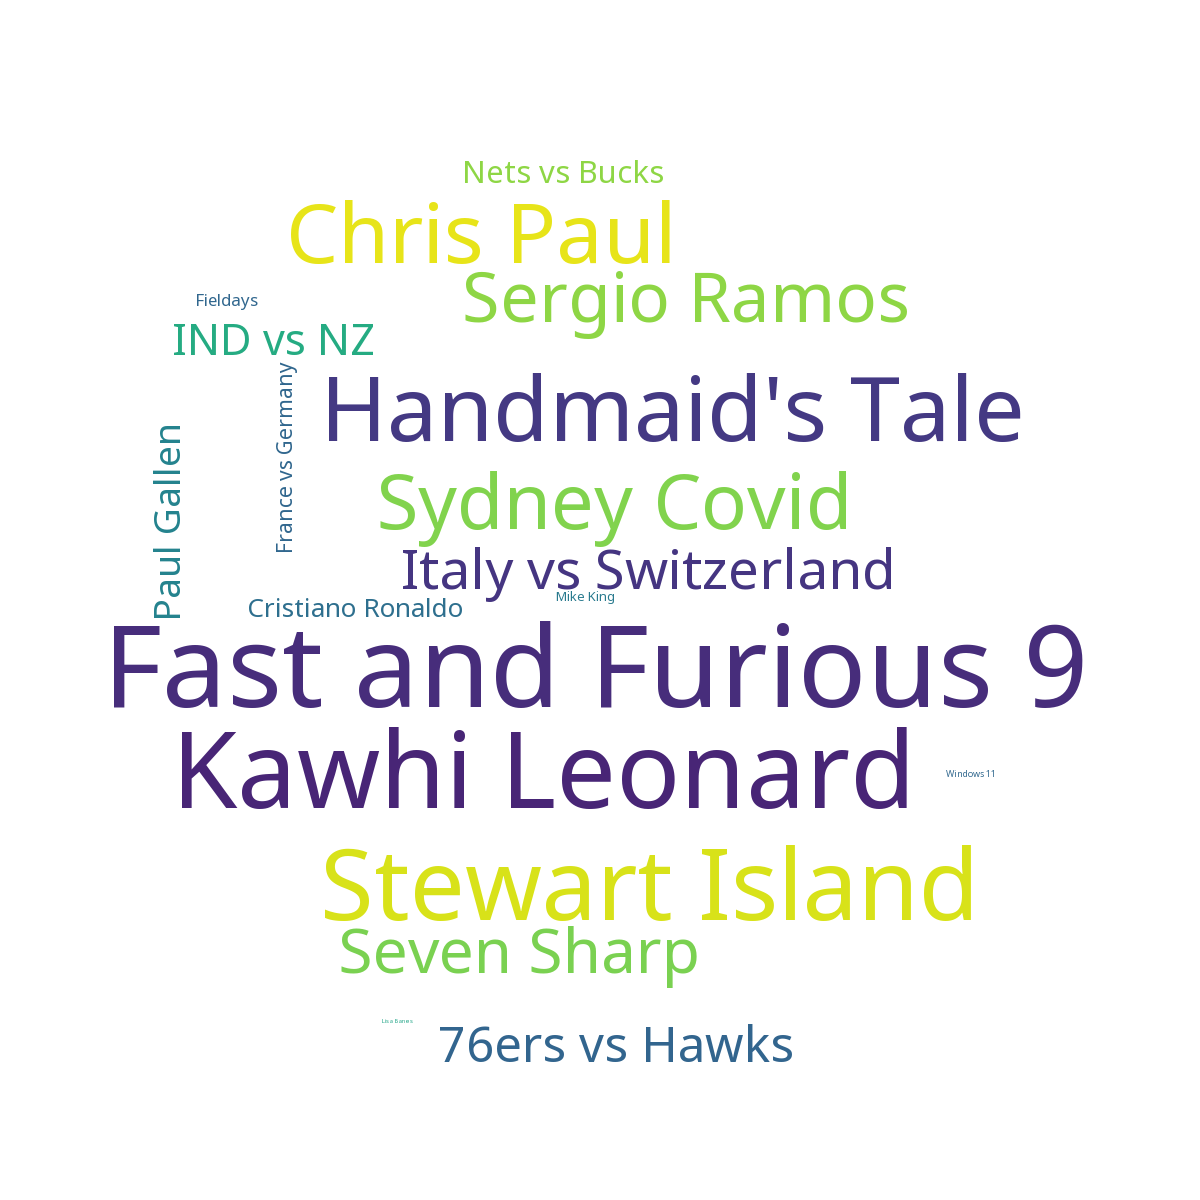 Nets vs Bucks
Chris Paul
Sergio Ramos
Fieldays
IND vs NZ
France vs Germany
Handmaid's Tale
Paul Gallen
Sydney Covid
Italy vs Switzerland
Mike King
Cristiano Ronaldo
Fast and Furious 9
Kawhi Leonard
Windows 11
Stewart Island
Seven Sharp
Lisa Banes
76ers vs Hawks